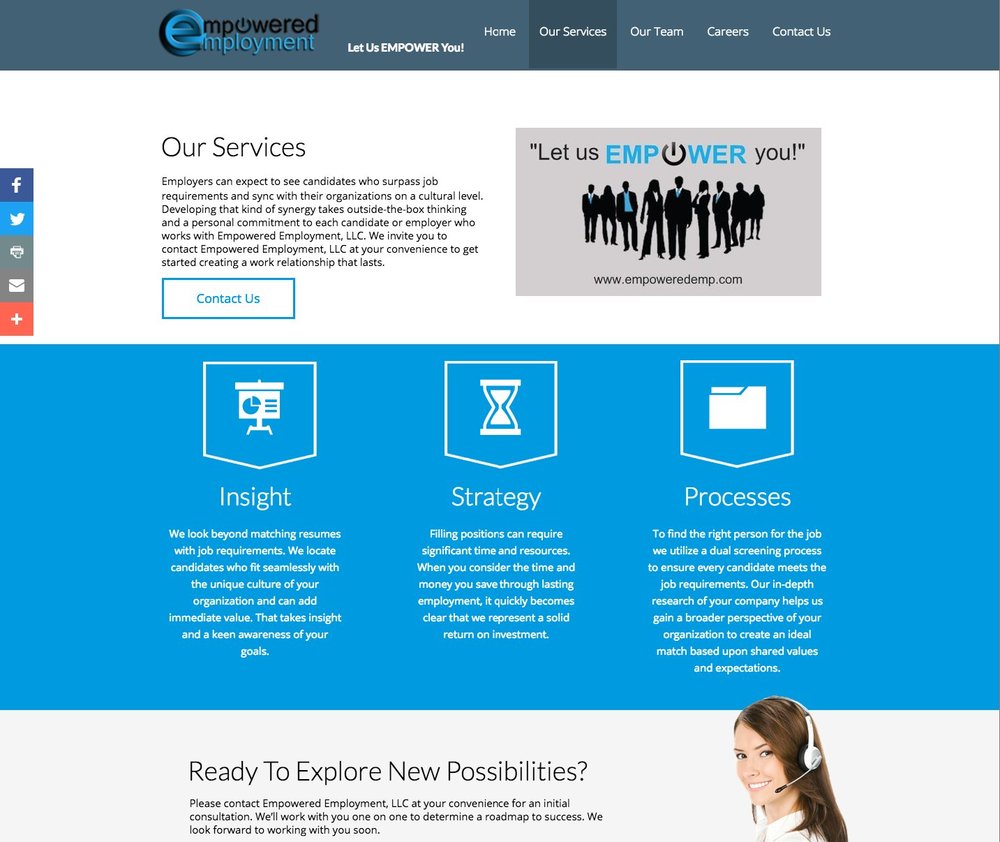 empowered
employment
Let Us EMPOWER You!
Home
Our Services
Our Team
Careers
Contact Us
Our Services
Employers can expect to see candidates who surpass job
requirements and sync with their organizations on a cultural level.
Developing that kind of synergy takes outside-the-box thinking
and a personal commitment to each candidate or employer who
works with Empowered Employment, LLC. We invite you to
contact Empowered Employment, LLC at your convenience to get
started creating a work relationship that lasts.
Contact Us
"Let us EMPOWER you!"
www.empoweredemp.com
Insight
We look beyond matching resumes
with job requirements. We locate
candidates who fit seamlessly with
the unique culture of your
organization and can add
immediate value. That takes insight
and a keen awareness of your
goals.
Strategy
Filling positions can require
significant time and resources.
When you consider the time and
money you save through lasting
employment, it quickly becomes
clear that we represent a solid
return on investment.
Processes
To find the right person for the job
we utilize a dual screening process
to ensure every candidate meets the
job requirements. Our in-depth
research of your company helps us
gain a broader perspective of your
organization to create an ideal
match based upon shared values
and expectations.
Ready To Explore New Possibilities?
Please contact Empowered Employment, LLC at your convenience for an initial
consultation. We'll work with you one on one to determine a roadmap to success. We
look forward to working with you soon.